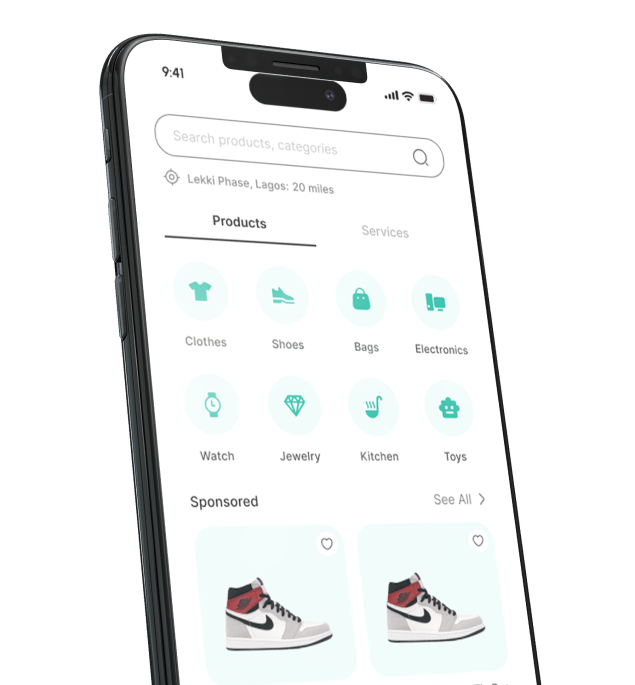 9:41
Search products, categories
Lekki Phase, Lagos: 20 miles
Products Services
Clothes Shoes Bags Electronics
Watch Jewelry Kitchen Toys
Sponsored See All